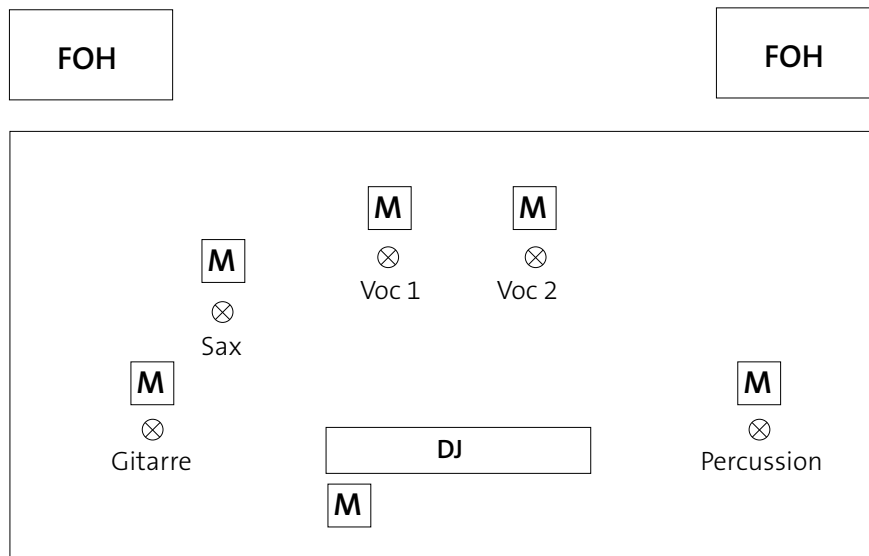 FOH
FOH
M
M
M
Voc 1
Voc 2
Sax
M
M
Gitarre
DJ
Percussion
M